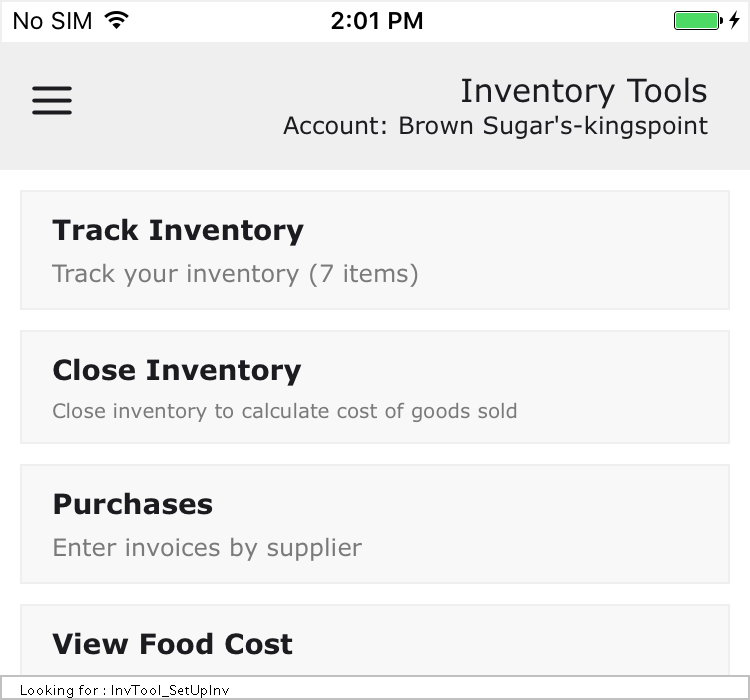 No SIM 2:01 PM
Inventory Tools
Account: Brown Sugar's-kingspoint
Track Inventory
Track your inventory (7 items)
Close Inventory
Close inventory to calculate cost of goods sold
Purchases
Enter invoices by supplier
View Food Cost
Looking for : InvTool_SetUpInv